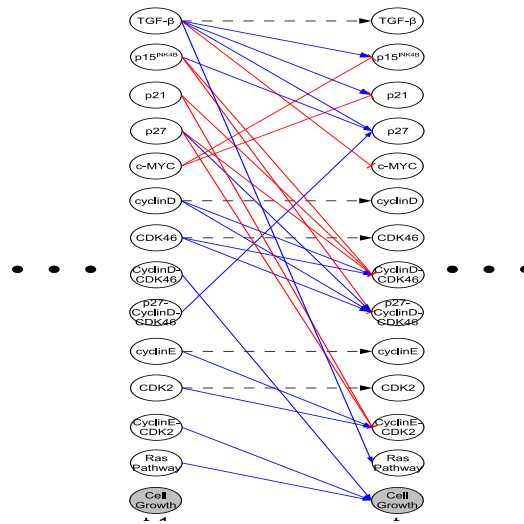 TGF-β TGF-β
p15INK4B p15INK4B
p21 p21
p27 p27
c-MYC c-MYC
cyclinD cyclinD
CDK46 CDK46
CyclinD- CyclinD-
CDK46 CDK46
p27- p27-
CyclinD- CyclinD-
CDK46 CDK46
cyclinE cyclinE
CDK2 CDK2
CyclinE- CyclinE-
CDK2 CDK2
Ras Ras
Pathway Pathway
Cell Cell
Growth Growth
t-1 t